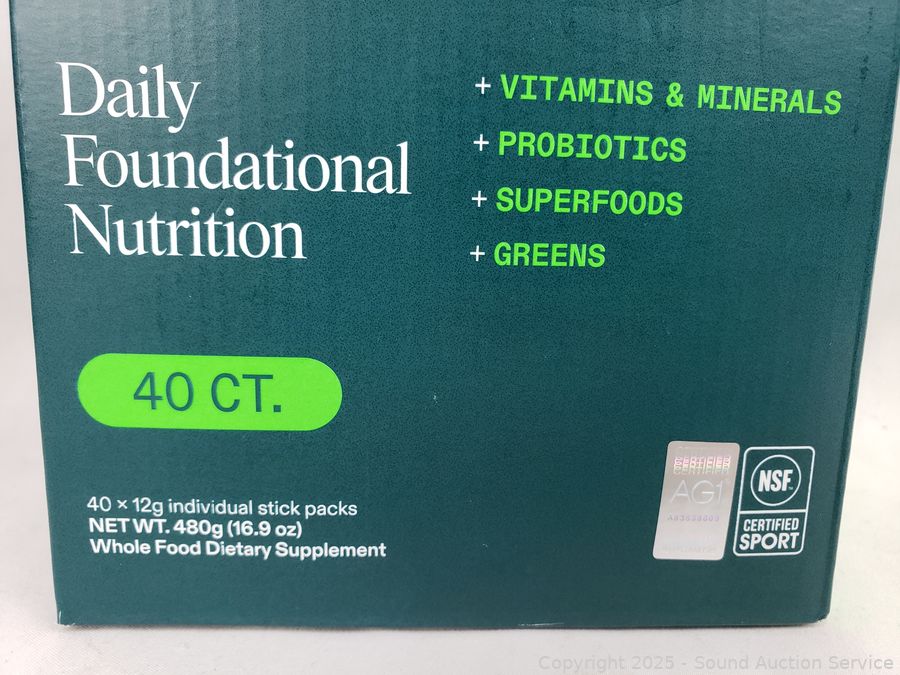 Daily
Foundational
Nutrition
+ VITAMINS & MINERALS
+ PROBIOTICS
+ SUPERFOODS
+ GREENS
40 CT.
40 × 12g individual stick packs
NET WT. 480g (16.9 oz)
Whole Food Dietary Supplement
CERTIFIED
AG1
NSF
CERTIFIED
SPORT
Copyright 2025 - Sound Auction Service